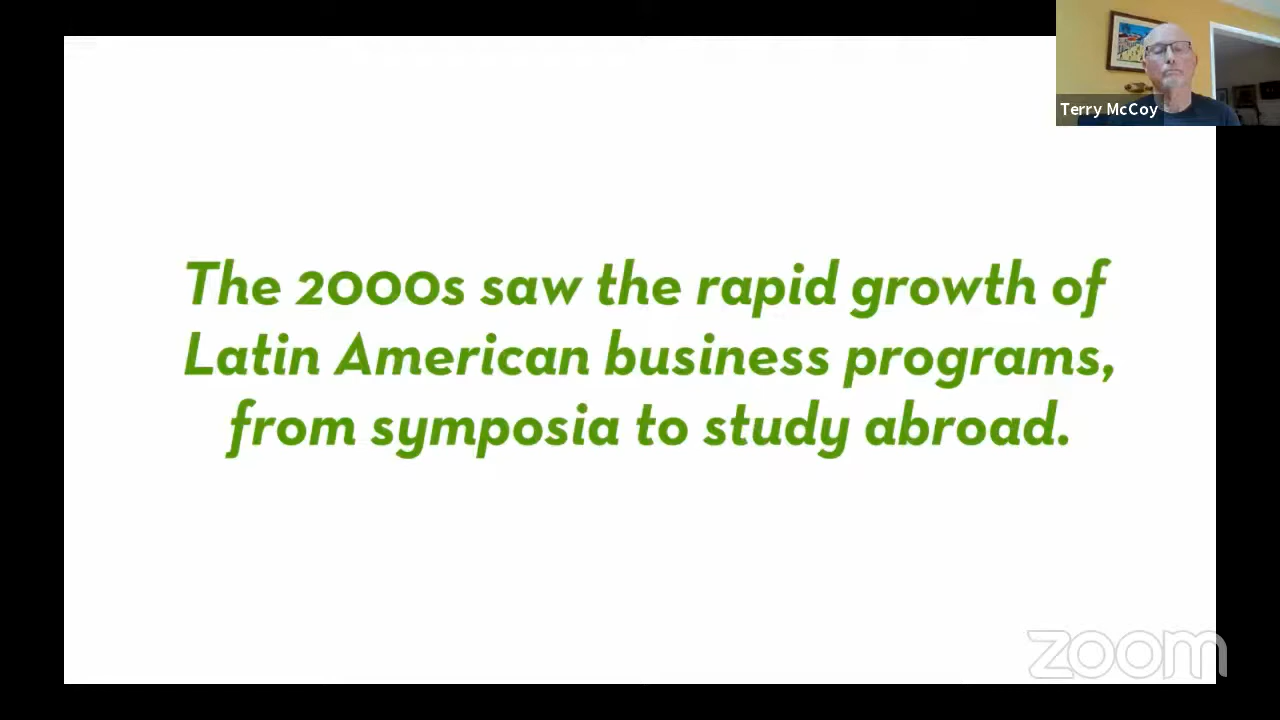 Terry McCoy
The 2000s saw the rapid growth of
Latin American business programs,
from symposia to study abroad.
zoom